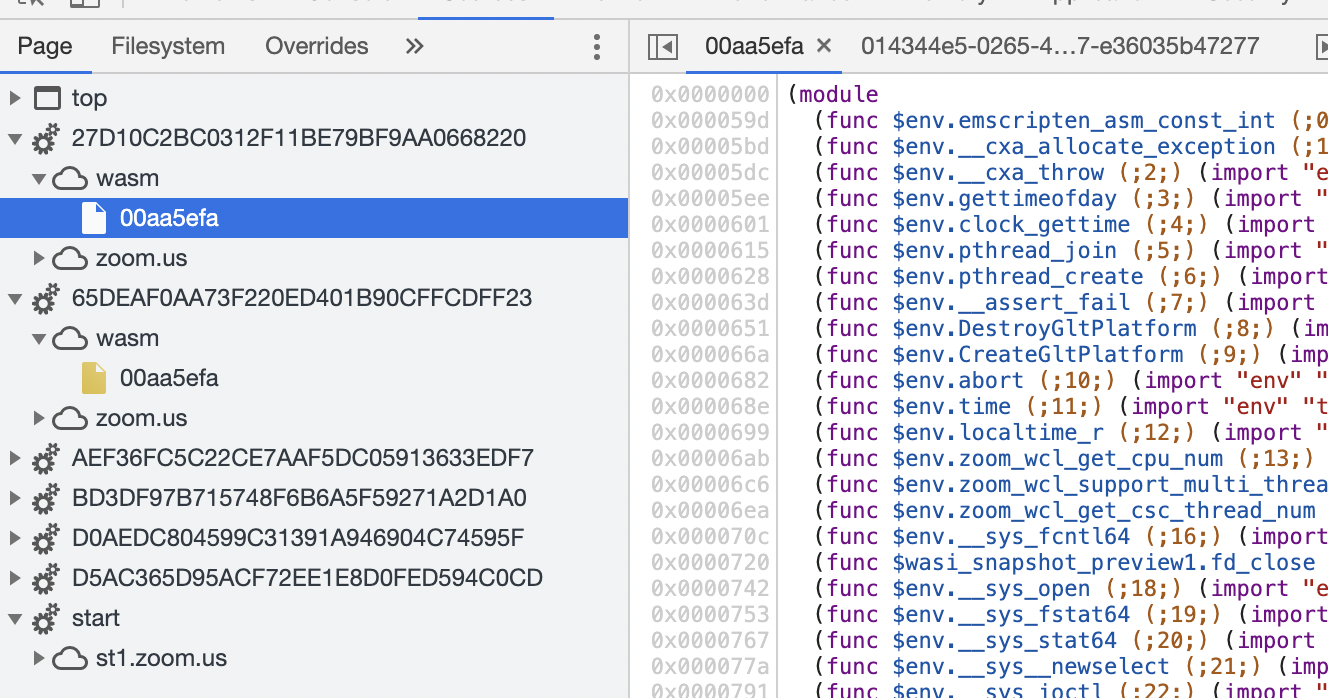 Page Filesystem Overrides »
top
27D10C2BC0312F11BE79BF9AA0668220
wasm
00aa5efa
zoom.us
65DEAF0AA73F220ED401B90CFFCDFF23
wasm
00aa5efa
zoom.us
AEF36FC5C22CE7AAF5DC05913633EDF7
BD3DF97B715748F6B6A5F59271A2D1A0
D0AEDC804599C31391A946904C74595F
D5AC365D95ACF72EE1E8D0FED594C0CD
start
st1.zoom.us
00aa5efa × 014344e5-0265-4…7-e36035b47277
0x0000000 (module
0x000059d (func $env.emscripten_asm_const_int (;0
0x00005bd (func $env.__cxa_allocate_exception (;1
0x00005dc (func $env.__cxa_throw (;2;) (import "e
0x00005ee (func $env.gettimeofday (;3;) (import "
0x0000601 (func $env.clock_gettime (;4;) (import
0x0000615 (func $env.pthread_join (;5;) (import "
0x0000628 (func $env.pthread_create (;6;) (import
0x000063d (func $env.__assert_fail (;7;) (import
0x0000651 (func $env.DestroyGltPlatform (;8;) (im
0x000066a (func $env.CreateGltPlatform (;9;) (imp
0x0000682 (func $env.abort (;10;) (import "env" "
0x000068e (func $env.time (;11;) (import "env" "t
0x0000699 (func $env.localtime_r (;12;) (import "
0x00006ab (func $env.zoom_wcl_get_cpu_num (;13;)
0x00006c6 (func $env.zoom_wcl_support_multi_threa
0x00006ea (func $env.zoom_wcl_get_csc_thread_num
0x000070c (func $env.__sys_fcntl64 (;16;) (import
0x0000720 (func $wasi_snapshot_preview1.fd_close
0x0000742 (func $env.__sys_open (;18;) (import "e
0x0000753 (func $env.__sys_fstat64 (;19;) (import
0x0000767 (func $env.__sys_stat64 (;20;) (import
0x000077a (func $env.__sys__newselect (;21;) (imp
0x0000791 (func $env.__sys_ioctl (;22;) (import "